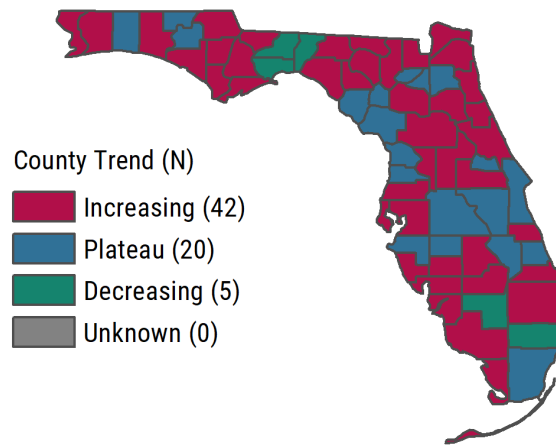 County Trend (N)
Increasing (42)
Plateau (20)
Decreasing (5)
Unknown (0)